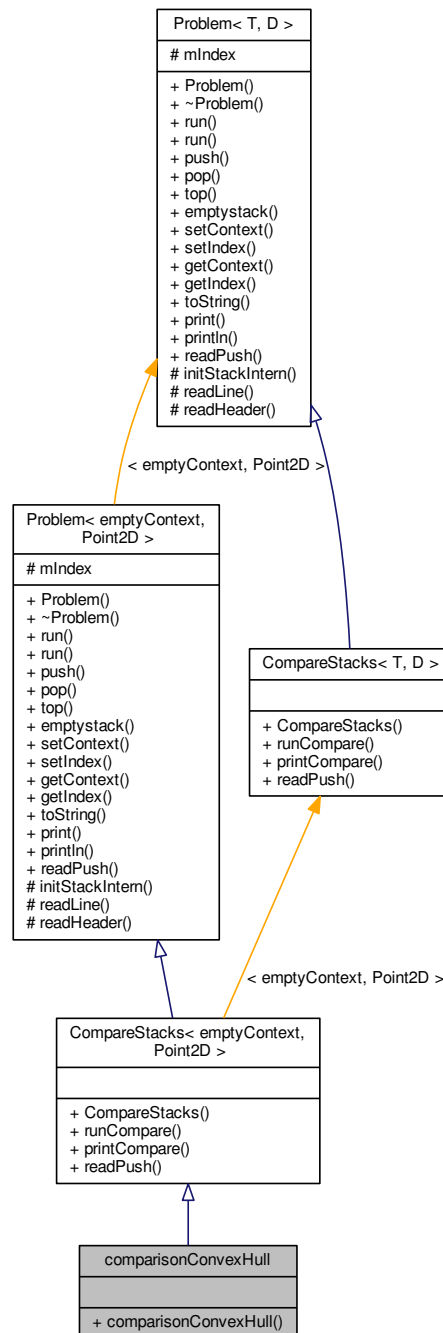 Problem< T, D >
# mIndex
+ Problem()
+ ~Problem()
+ run()
+ run()
+ push()
+ pop()
+ top()
+ emptystack()
+ setContext()
+ setIndex()
+ getContext()
+ getIndex()
+ toString()
+ print()
+ println()
+ readPush()
# initStackIntern()
# readLine()
# readHeader()
< emptyContext, Point2D >
Problem< emptyContext,
Point2D >
# mIndex
+ Problem()
+ ~Problem()
+ run()
+ run()
+ push()
+ pop()
+ top()
+ emptystack()
+ setContext()
+ setIndex()
+ getContext()
+ getIndex()
+ toString()
+ print()
+ println()
+ readPush()
# initStackIntern()
# readLine()
# readHeader()
CompareStacks< T, D >
+ CompareStacks()
+ runCompare()
+ printCompare()
+ readPush()
< emptyContext, Point2D >
CompareStacks< emptyContext,
Point2D >
+ CompareStacks()
+ runCompare()
+ printCompare()
+ readPush()
comparisonConvexHull
+ comparisonConvexHull()